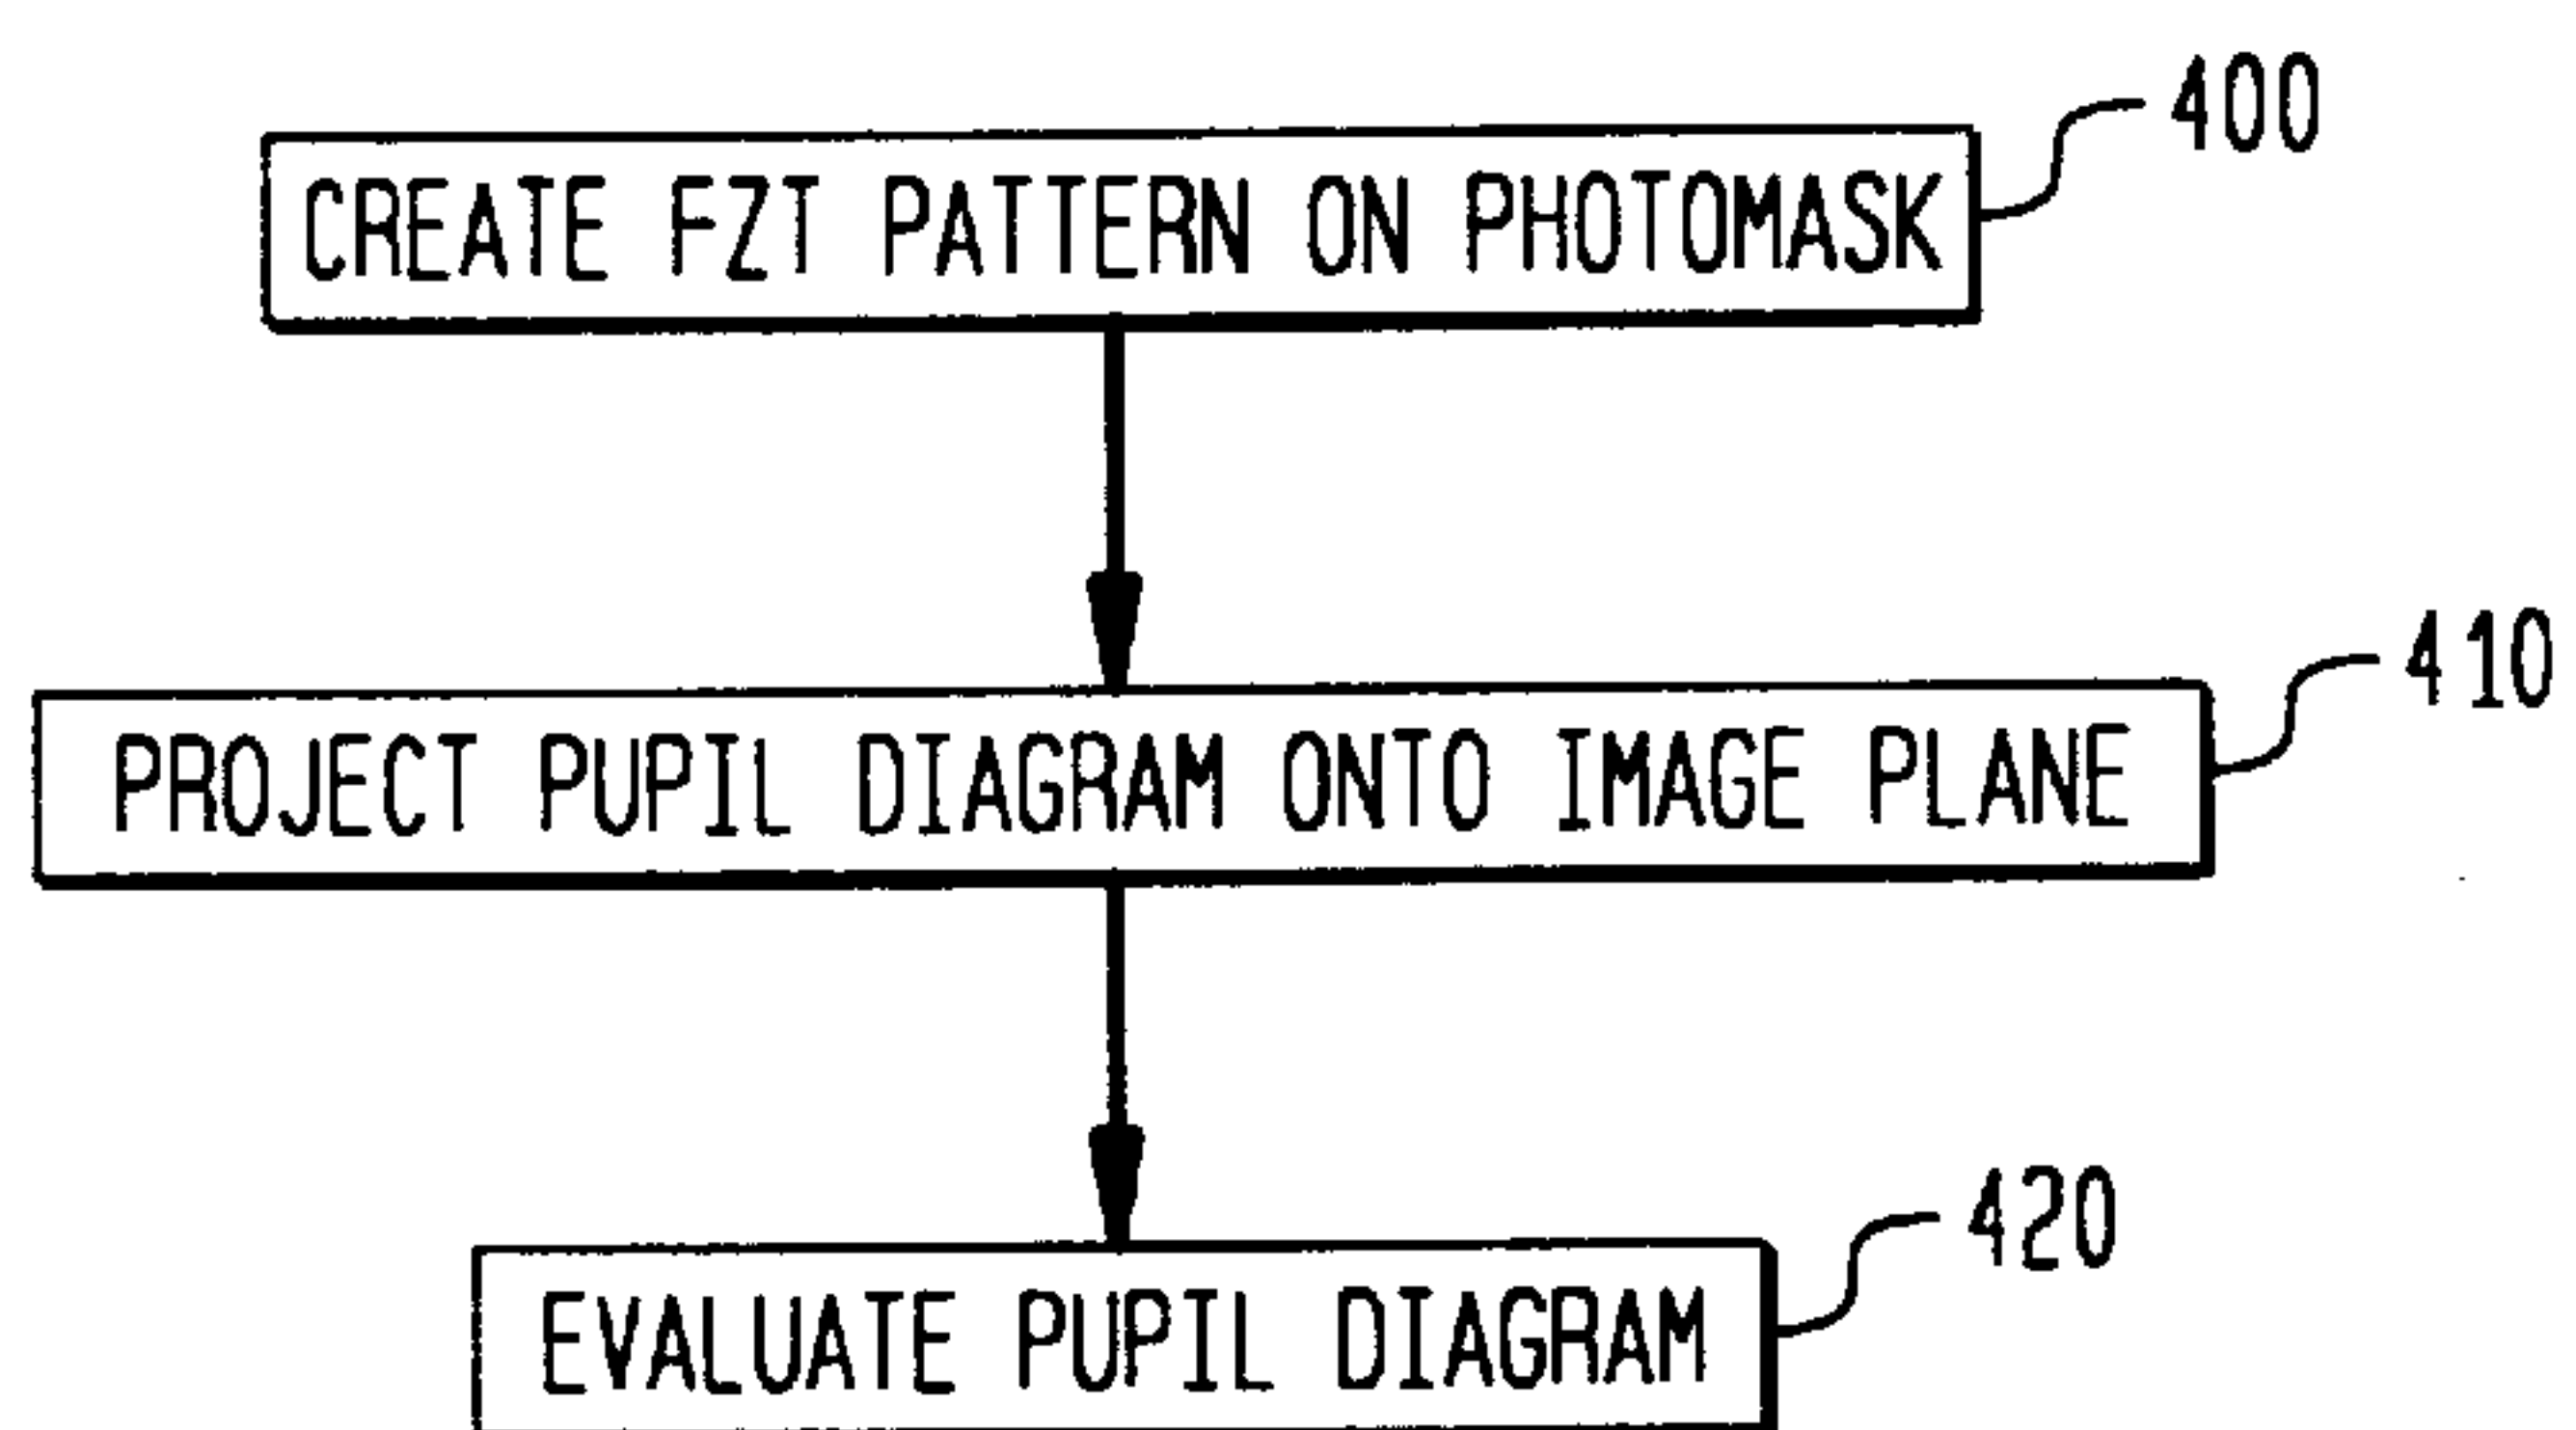 400
CREATE FZT PATTERN ON PHOTOMASK
410
PROJECT PUPIL DIAGRAM ONTO IMAGE PLANE
420
EVALUATE PUPIL DIAGRAM